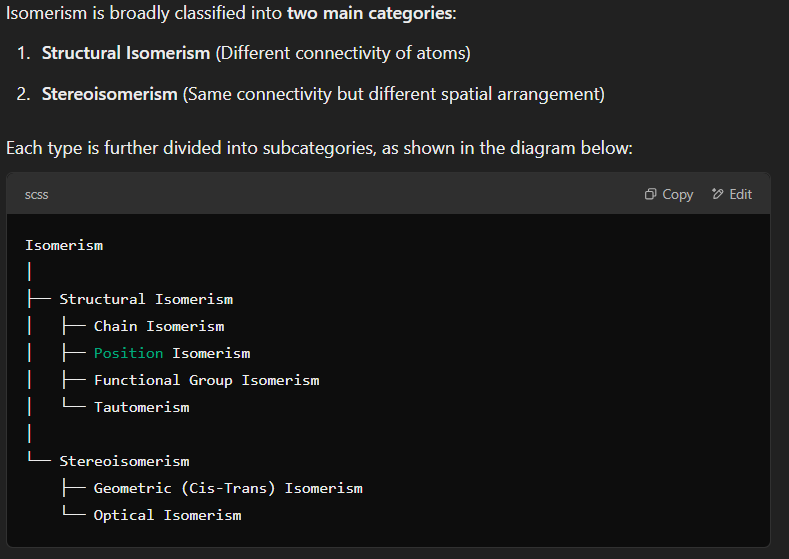 Isomerism is broadly classified into two main categories:
1. Structural Isomerism (Different connectivity of atoms)
2. Stereoisomerism (Same connectivity but different spatial arrangement)
Each type is further divided into subcategories, as shown in the diagram below:
scss Copy Edit
Isomerism
│
├── Structural Isomerism
│   ├── Chain Isomerism
│   ├── Position Isomerism
│   ├── Functional Group Isomerism
│   └── Tautomerism
│
└── Stereoisomerism
    ├── Geometric (Cis-Trans) Isomerism
    └── Optical Isomerism